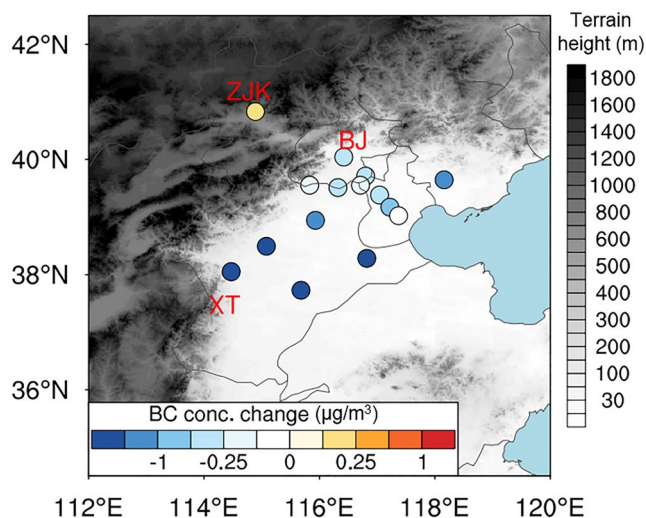 Terrain
height (m)
42°N
40°N
38°N
36°N
ZJK
BJ
XT
1800
1600
1400
1200
1000
800
600
500
400
300
200
100
30
BC conc. change (μg/m³)
-1 -0.25 0 0.25 1
112°E 114°E 116°E 118°E 120°E